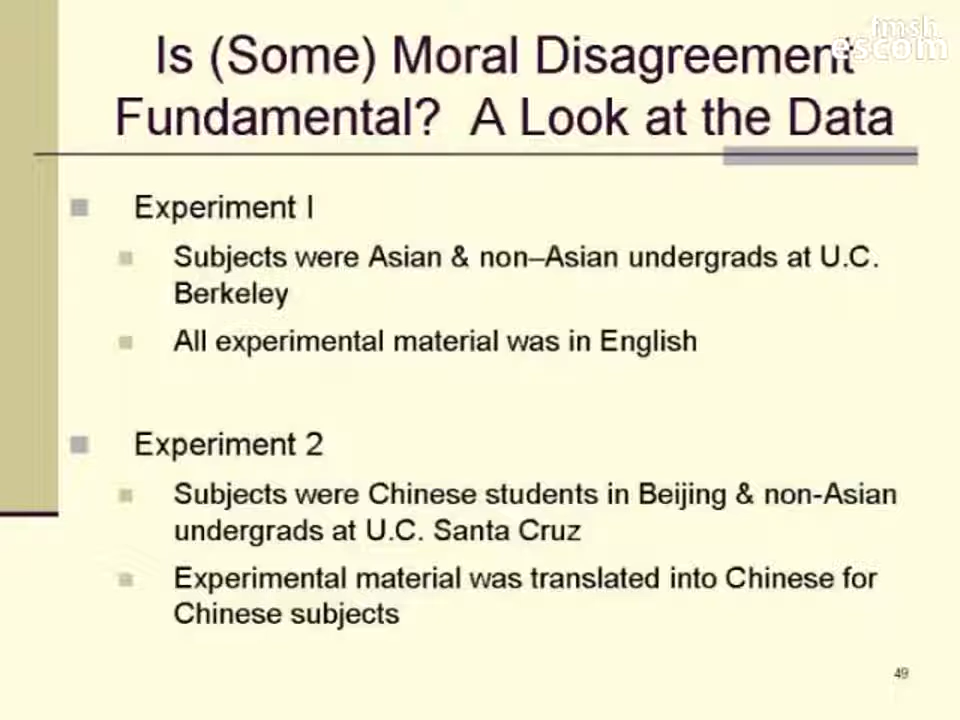 fmsh
escom
Is (Some) Moral Disagreement
Fundamental? A Look at the Data
Experiment I
Subjects were Asian & non–Asian undergrads at U.C.
Berkeley
All experimental material was in English
Experiment 2
Subjects were Chinese students in Beijing & non-Asian
undergrads at U.C. Santa Cruz
Experimental material was translated into Chinese for
Chinese subjects
49